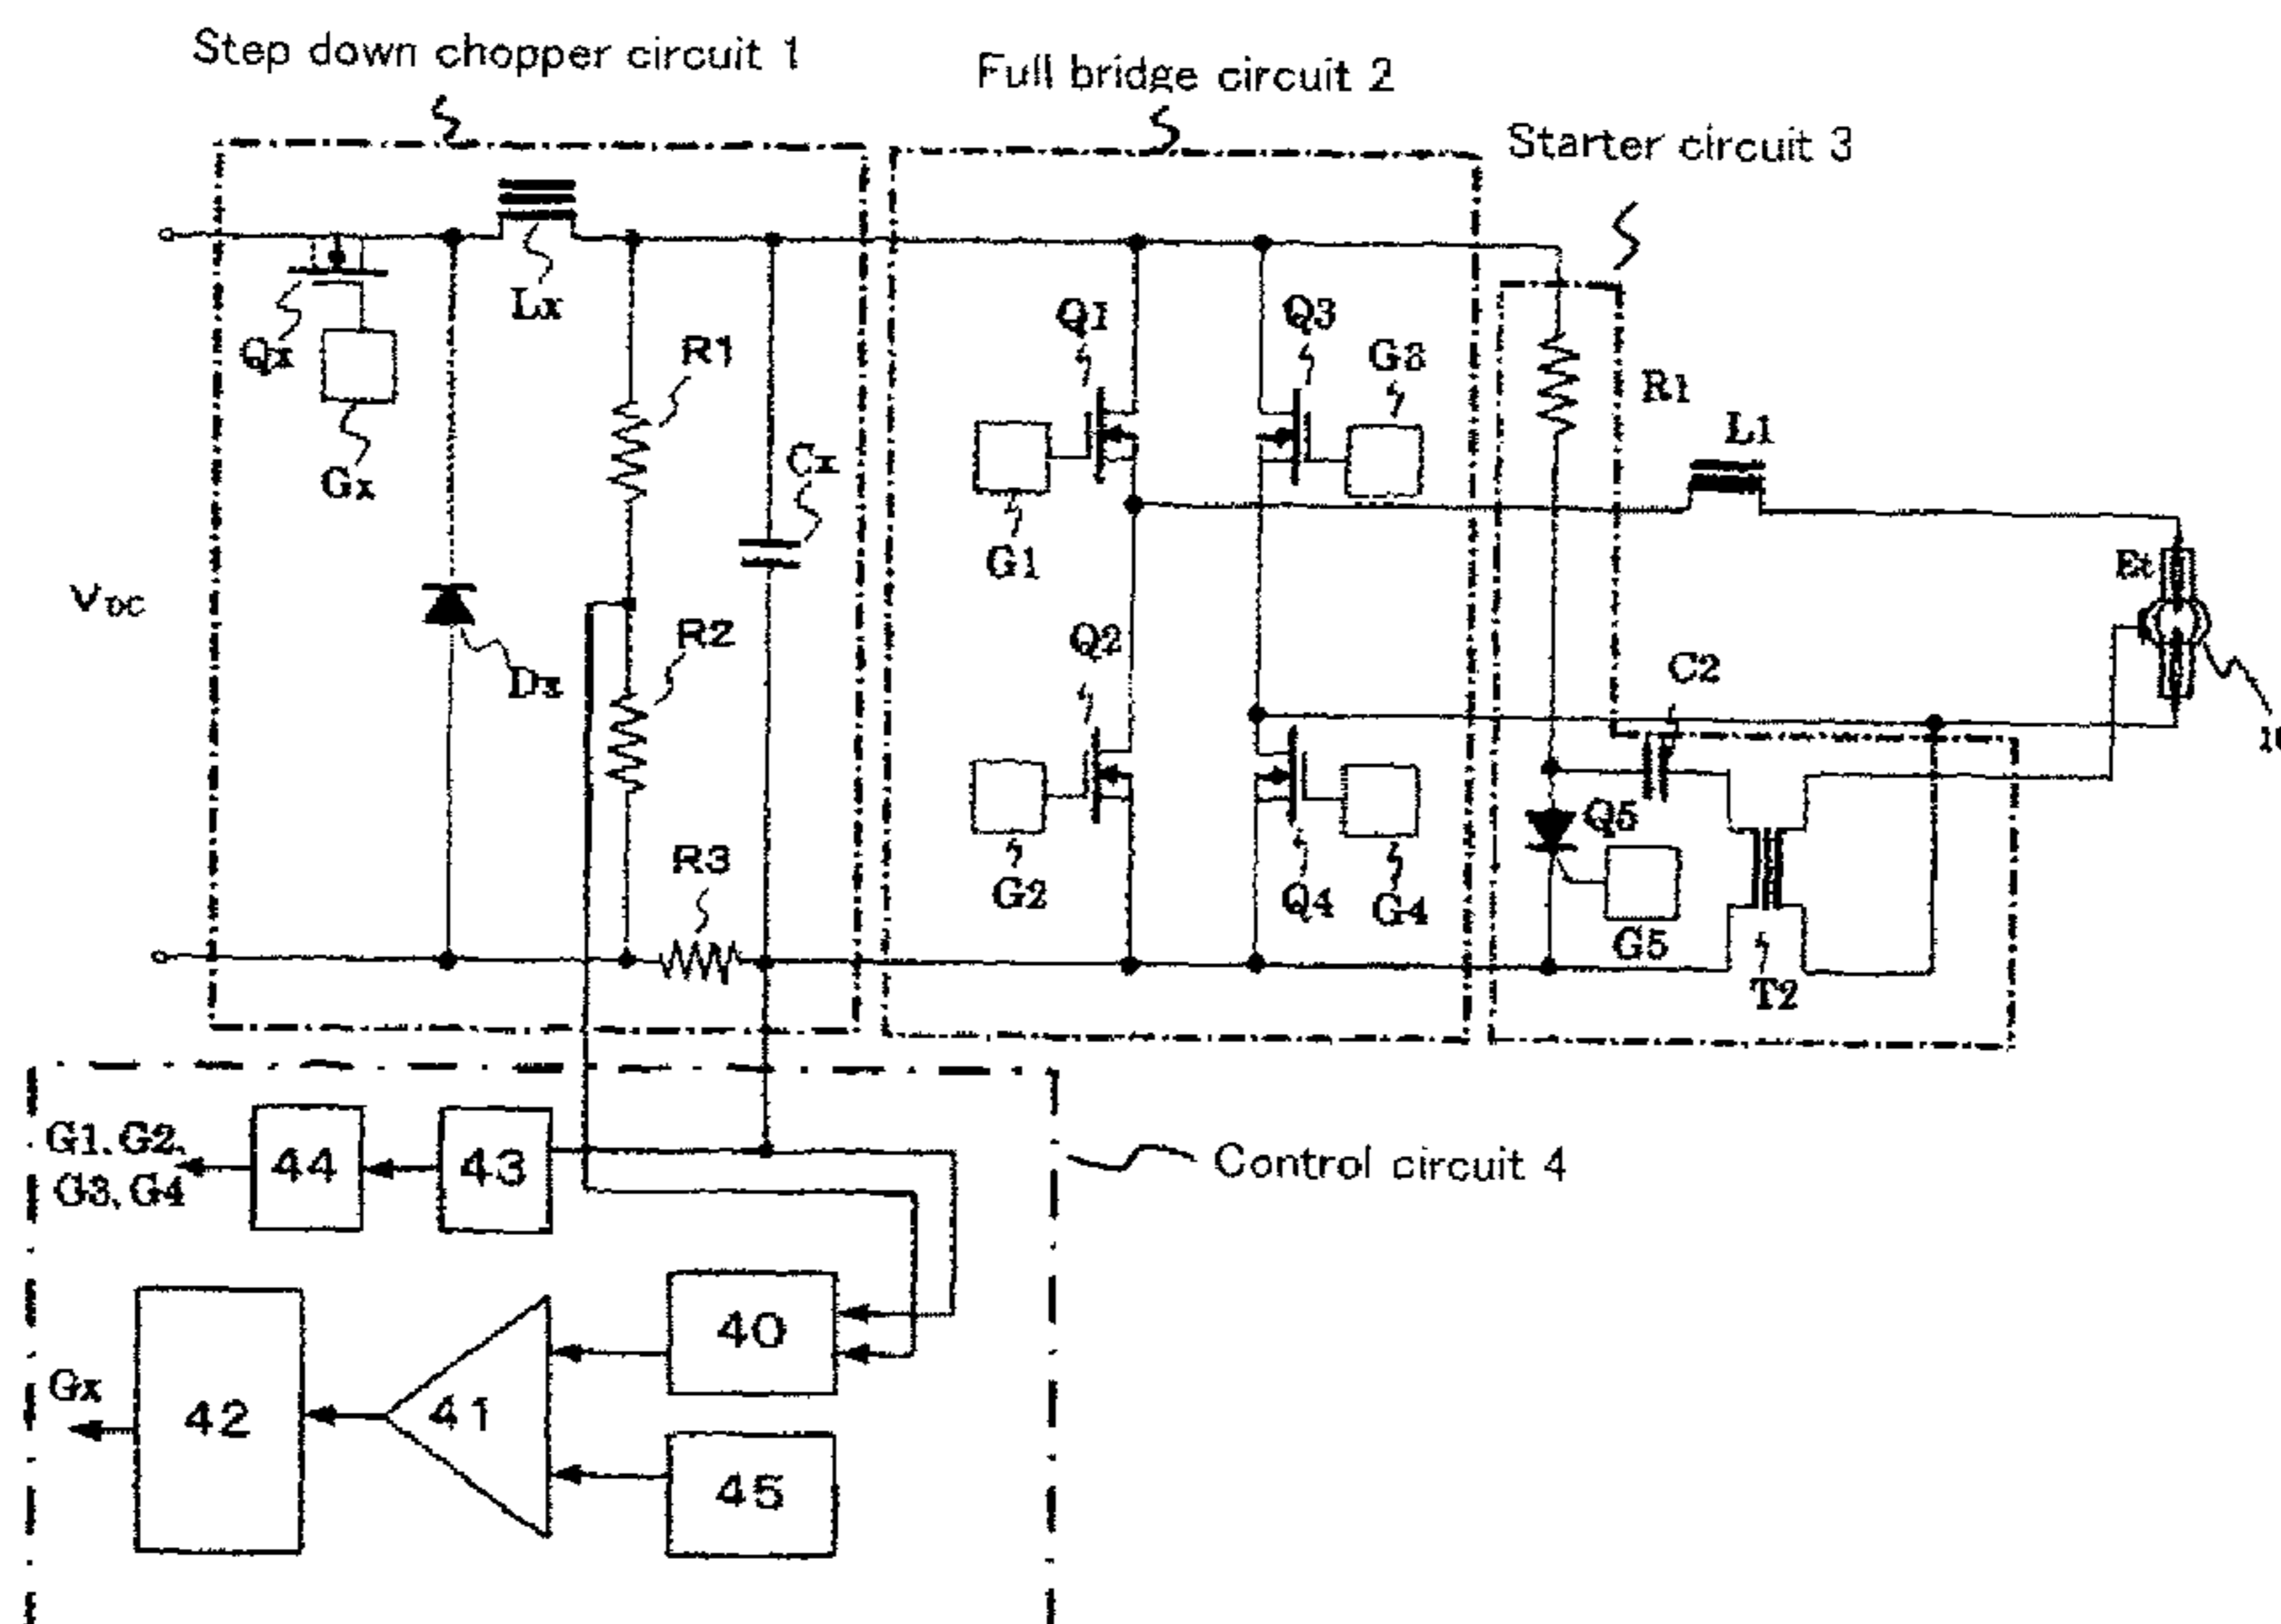 Step down chopper circuit 1
Full bridge circuit 2
Starter circuit 3
Lx
Qx
Gx
R1
Cx
VDC
Dx
R2
R3
Q1
Q3
G3
G1
Q2
G2
Q4
G4
R1
L1
Et
C2
Q5
G5
T2
G1, G2,
G3, G4
44
43
Control circuit 4
40
Gx
42
41
45